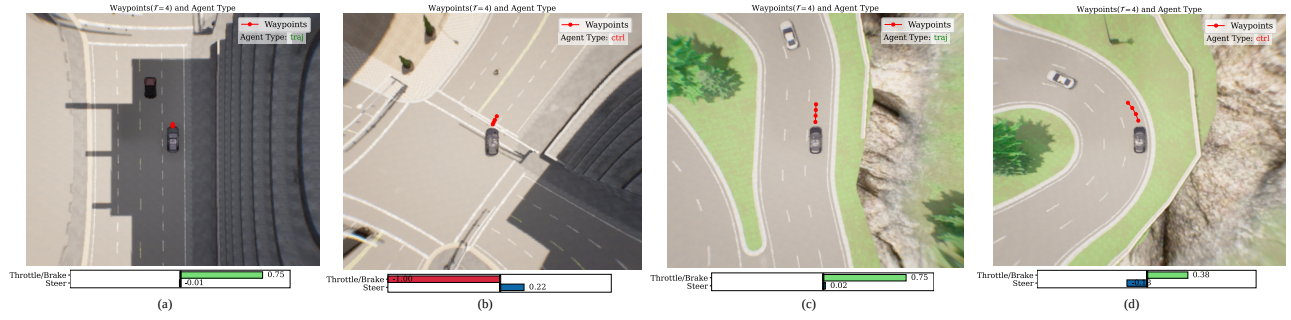 Waypoints(𝒯=4) and Agent Type
Waypoints
Agent Type: traj
Throttle/Brake
0.75
Steer
-0.01
(a)
Waypoints(𝒯=4) and Agent Type
Waypoints
Agent Type: ctrl
Throttle/Brake
-1.00
Steer
0.22
(b)
Waypoints(𝒯=4) and Agent Type
Waypoints
Agent Type: traj
Throttle/Brake
0.75
Steer
0.02
(c)
Waypoints(𝒯=4) and Agent Type
Waypoints
Agent Type: ctrl
Throttle/Brake
0.38
Steer
(d)